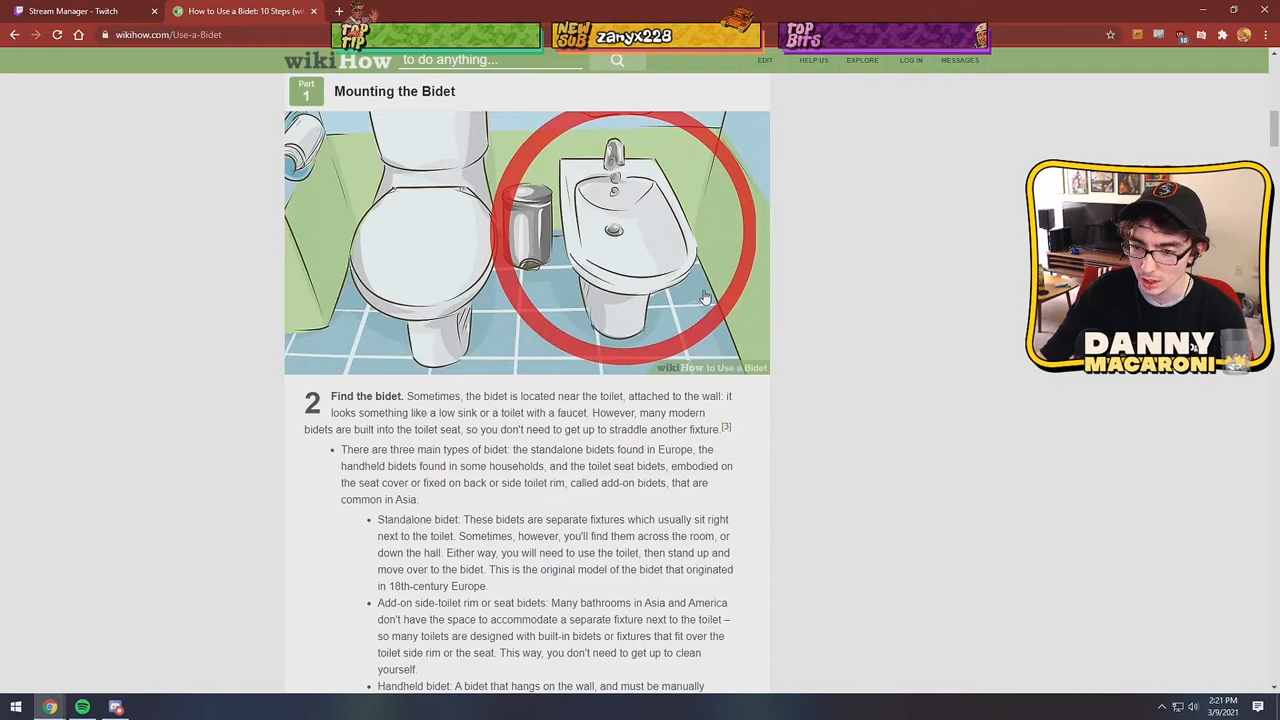 Tumeh - Twitch
How to Use a Bidet: 10 Steps
wikihow.com/Use-a-Bidet
TOP TIP
NEW SUB zanyx228
TOP BITS
wikiHow to do anything...
EDIT HELP US EXPLORE LOG IN MESSAGES
Part 1 Mounting the Bidet
wikiHow to Use a Bidet
2 Find the bidet. Sometimes, the bidet is located near the toilet, attached to the wall: it
looks something like a low sink or a toilet with a faucet. However, many modern
bidets are built into the toilet seat, so you don't need to get up to straddle another fixture.[3]
There are three main types of bidet: the standalone bidets found in Europe, the
handheld bidets found in some households, and the toilet seat bidets, embodied on
the seat cover or fixed on back or side toilet rim, called add-on bidets, that are
common in Asia.
Standalone bidet: These bidets are separate fixtures which usually sit right
next to the toilet. Sometimes, however, you'll find them across the room, or
down the hall. Either way, you will need to use the toilet, then stand up and
move over to the bidet. This is the original model of the bidet that originated
in 18th-century Europe.
Add-on side-toilet rim or seat bidets: Many bathrooms in Asia and America
don't have the space to accommodate a separate fixture next to the toilet –
so many toilets are designed with built-in bidets or fixtures that fit over the
toilet side rim or the seat. This way, you don't need to get up to clean
yourself.
Handheld bidet: A bidet that hangs on the wall, and must be manually
DANNY
MACARONI
2:21 PM
3/9/2021